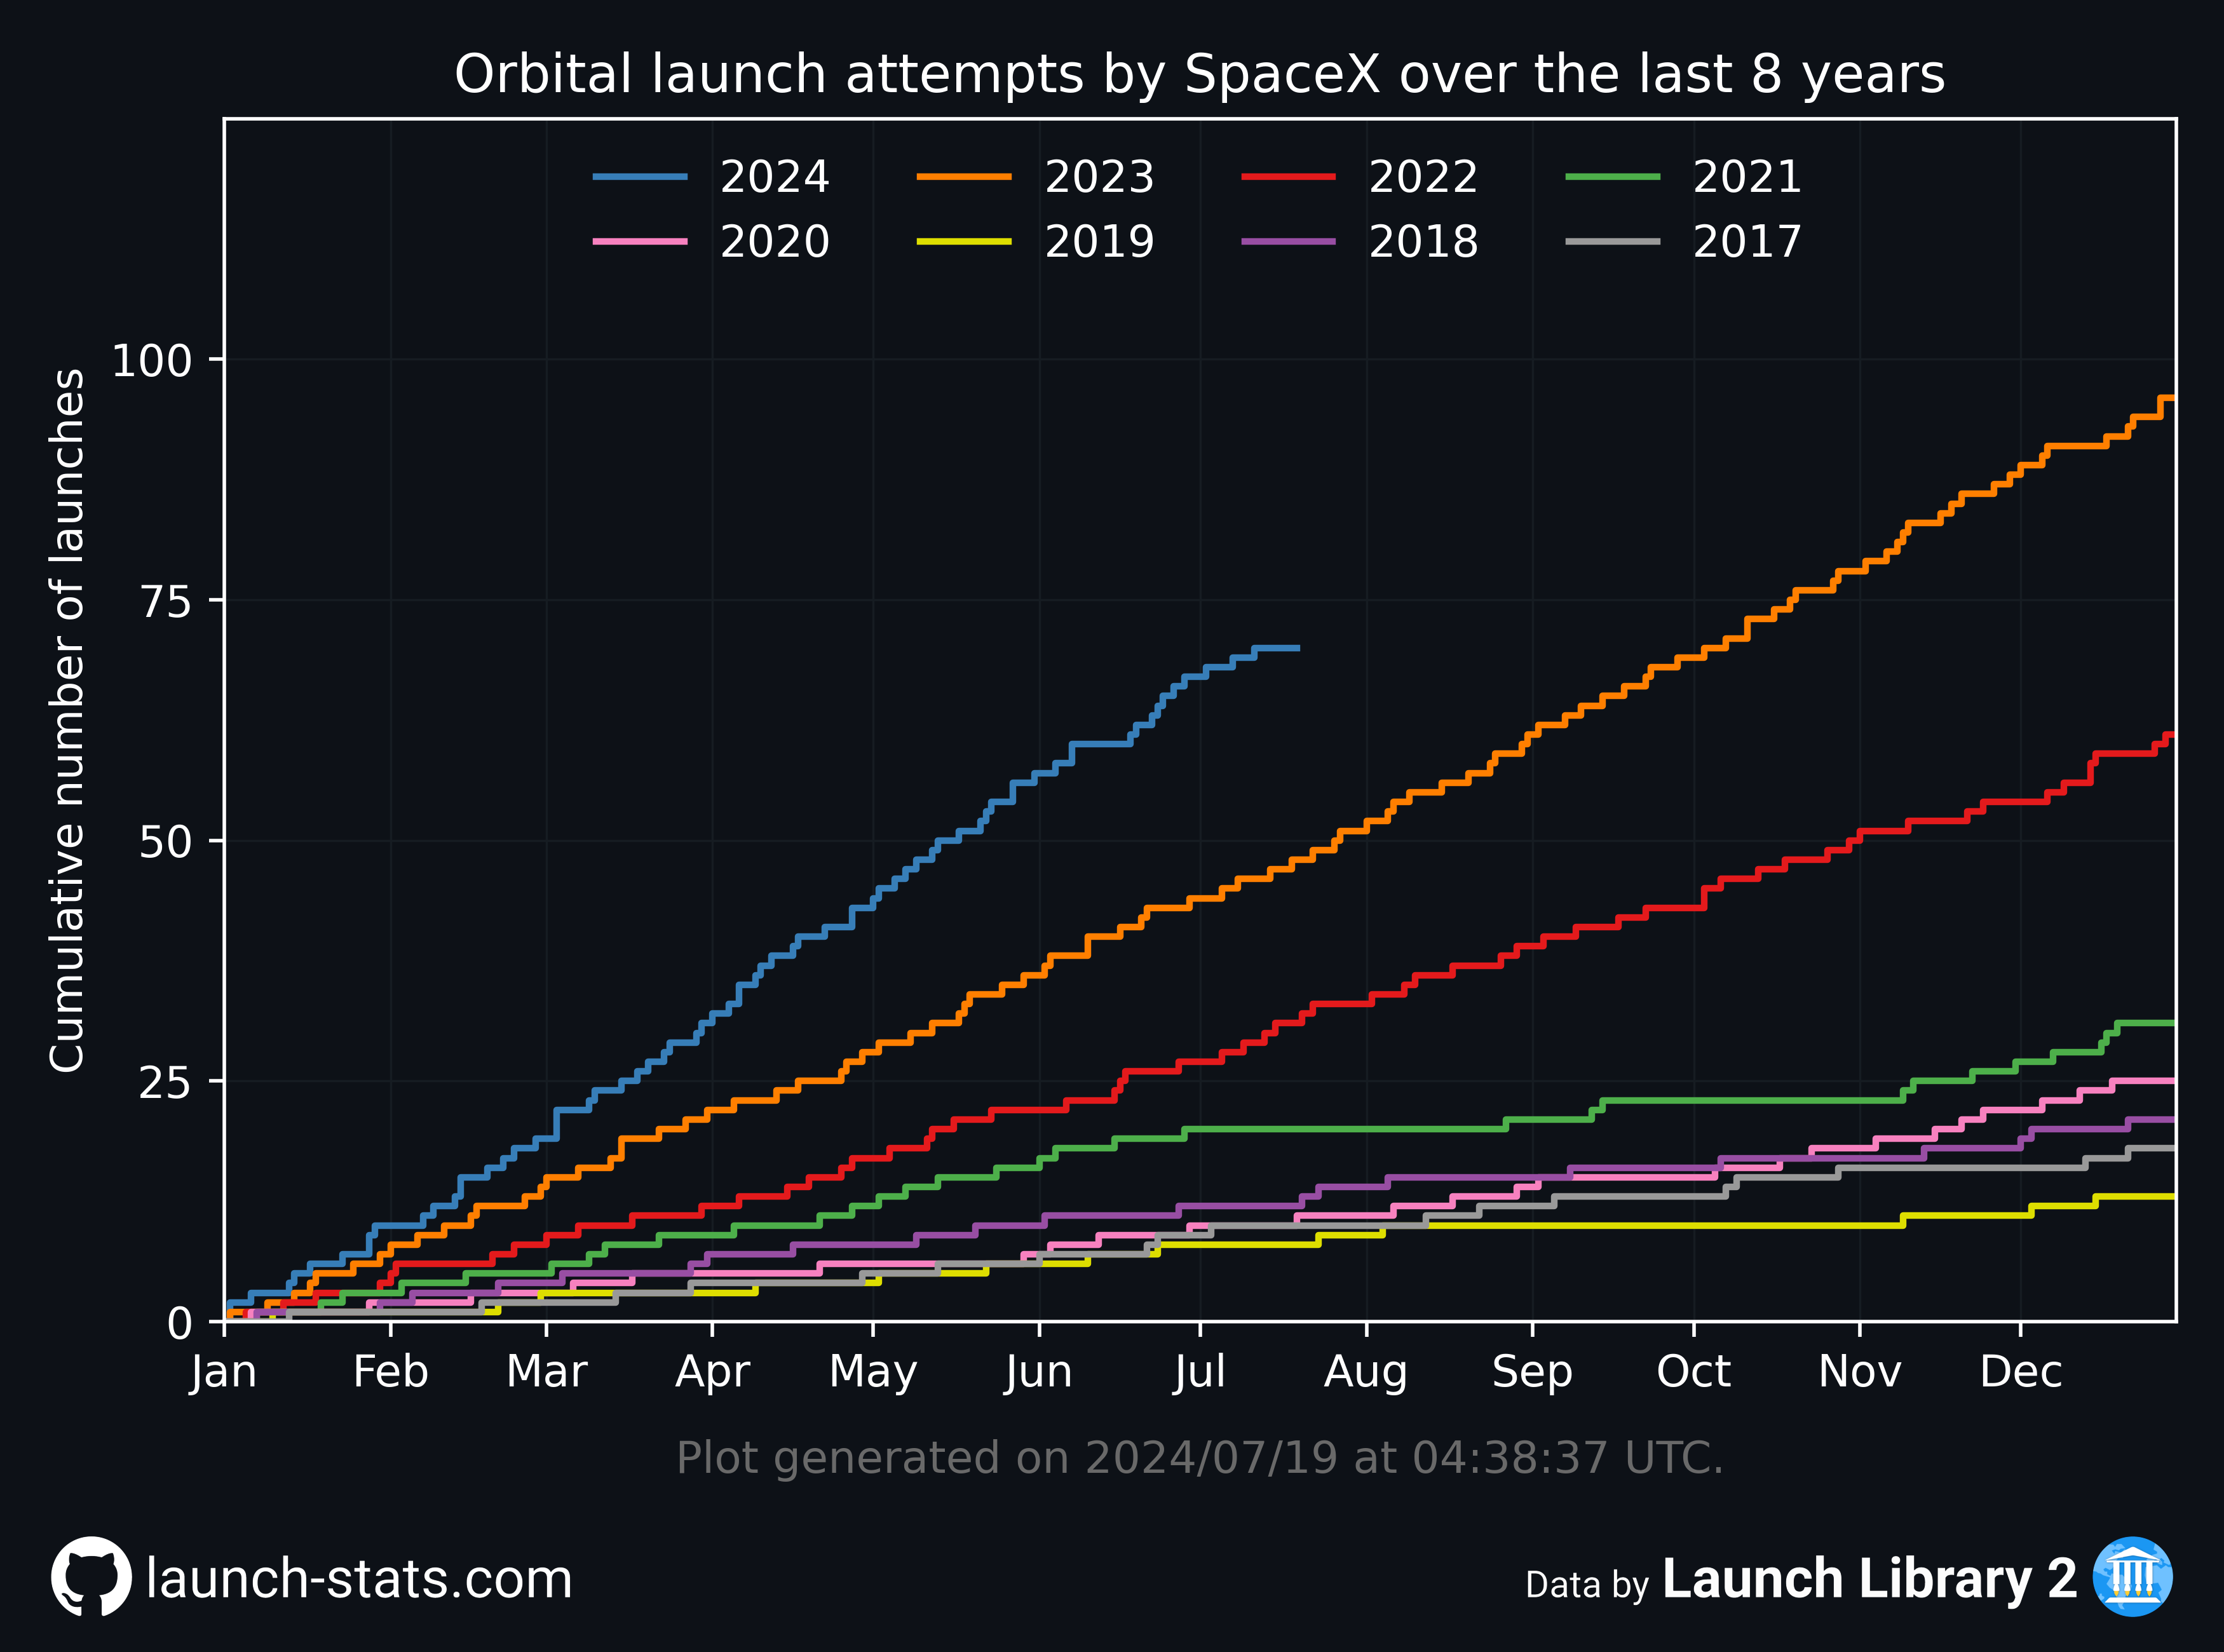 Orbital launch attempts by SpaceX over the last 8 years
2024 2023 2022 2021
2020 2019 2018 2017
Cumulative number of launches
100
75
50
25
0
Jan Feb Mar Apr May Jun Jul Aug Sep Oct Nov Dec
Plot generated on 2024/07/19 at 04:38:37 UTC.
launch-stats.com
Data by Launch Library 2